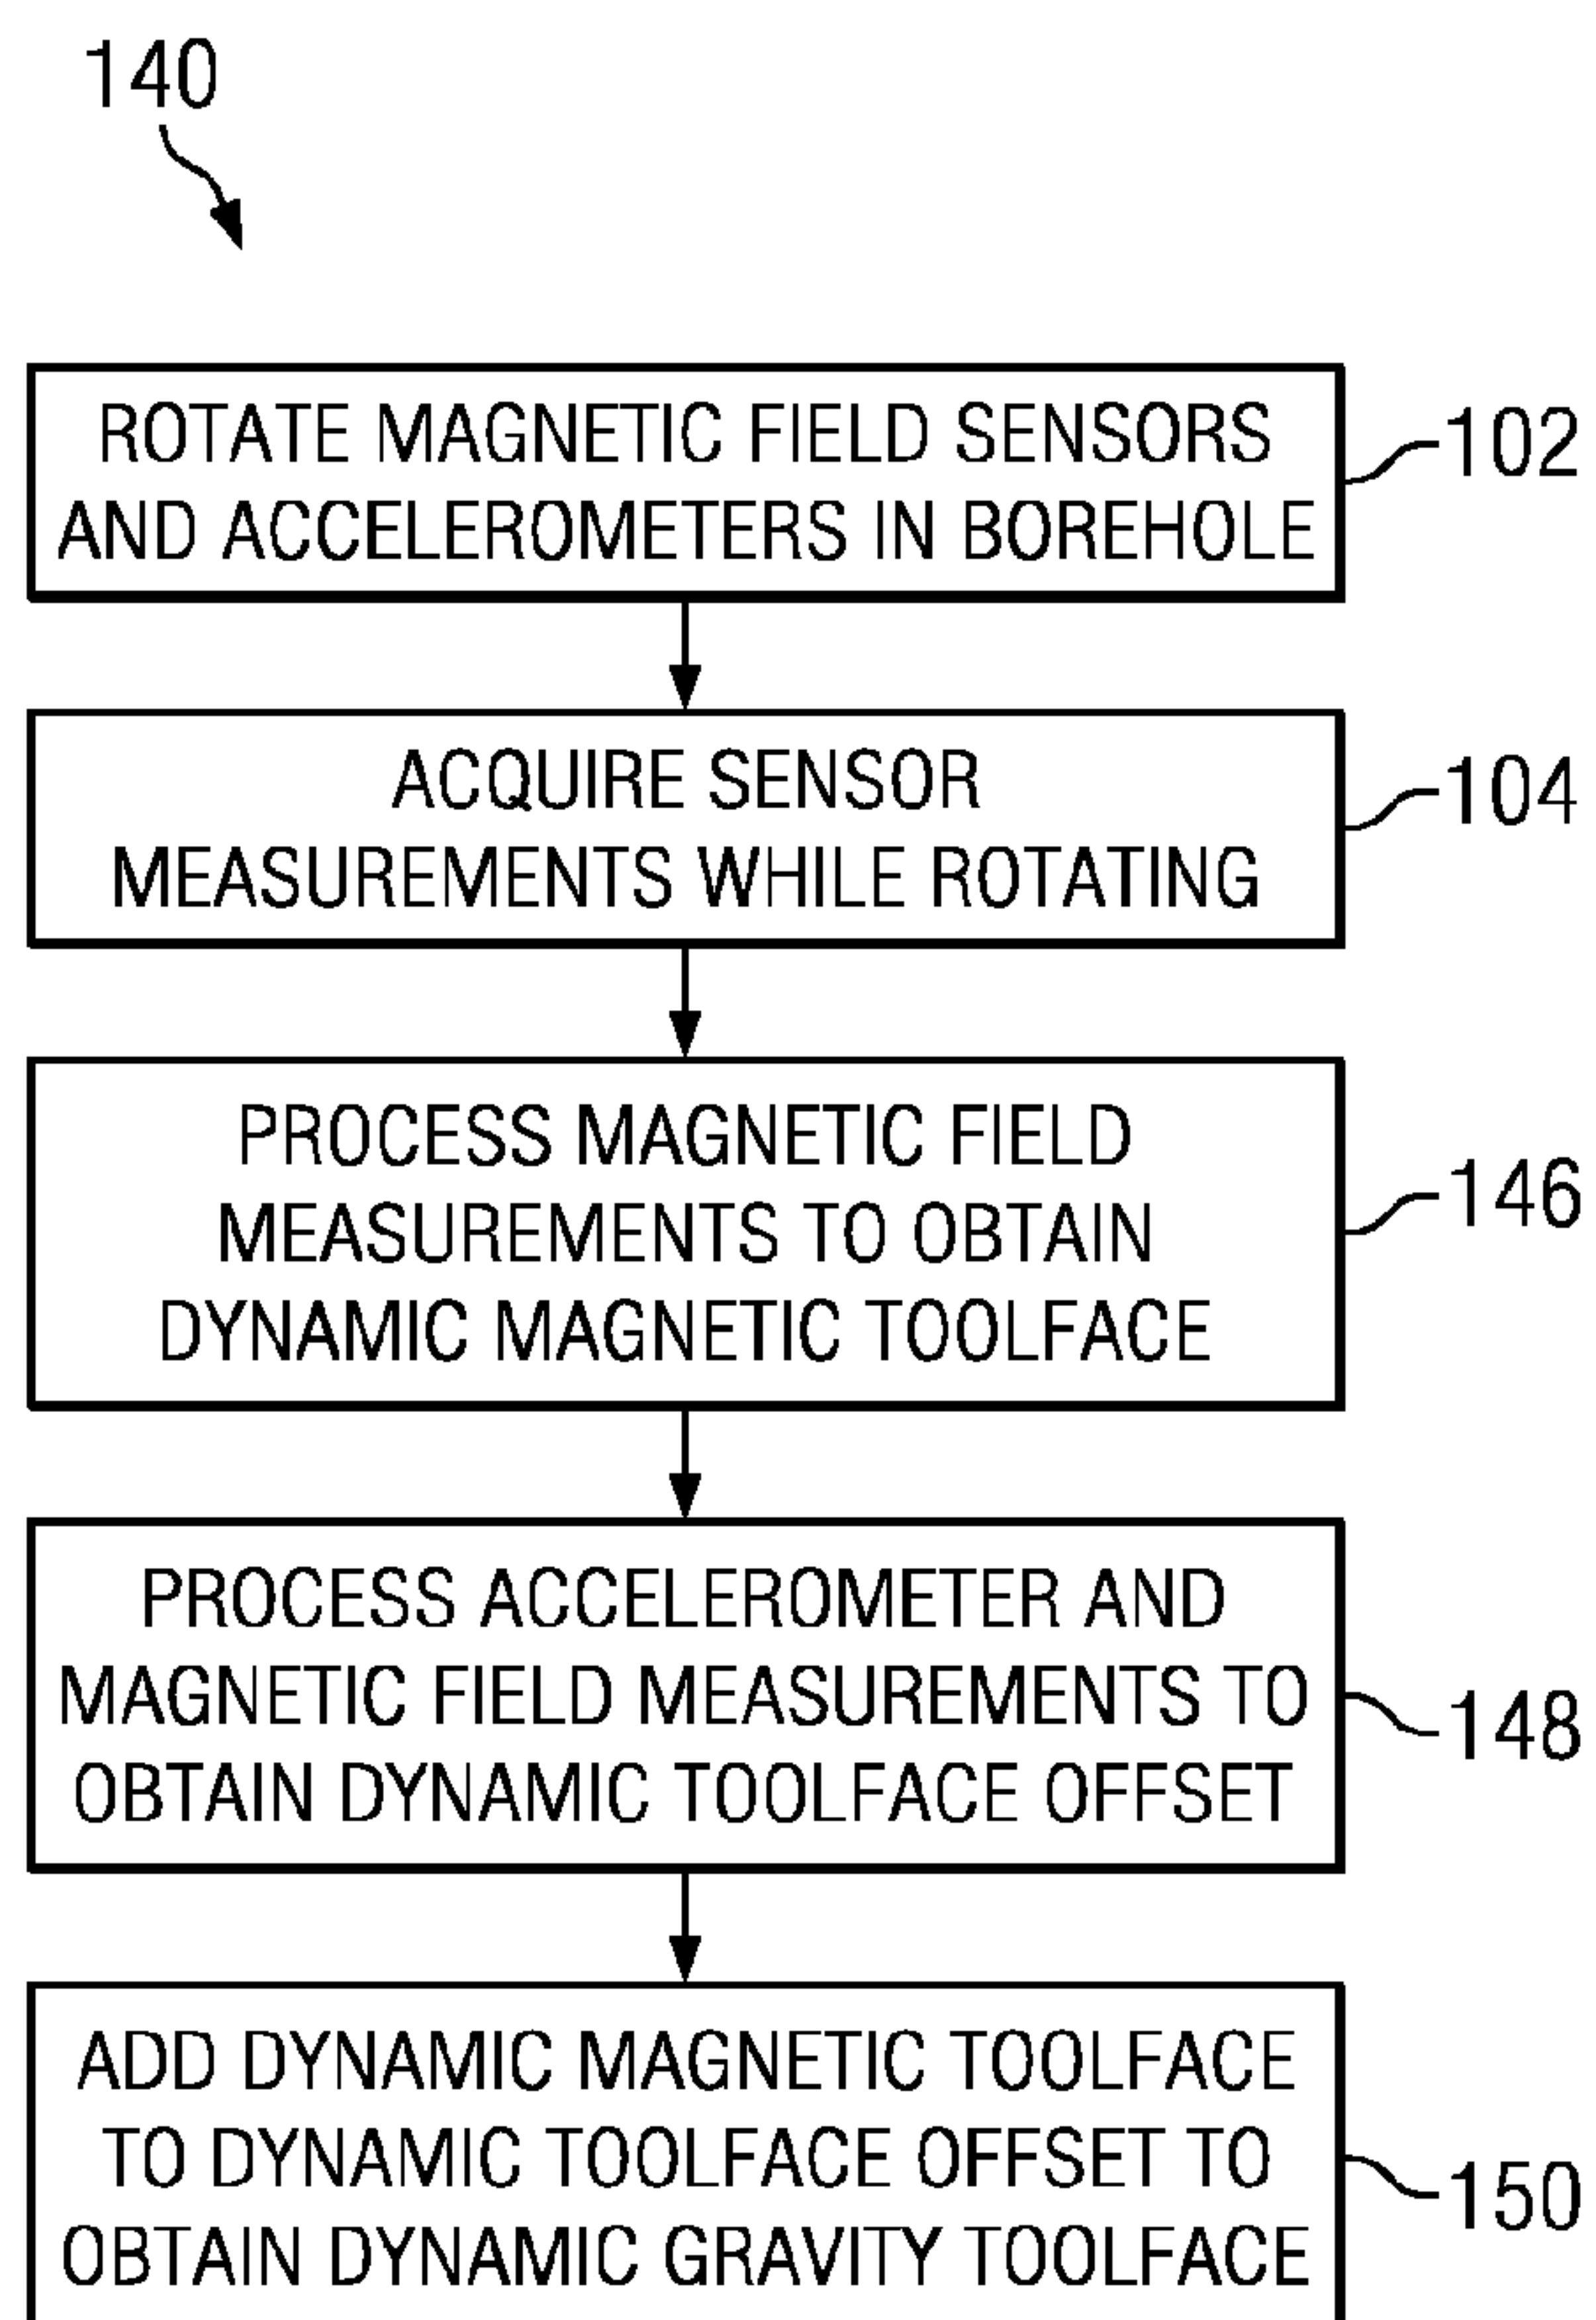 140
ROTATE MAGNETIC FIELD SENSORS
AND ACCELEROMETERS IN BOREHOLE
102
ACQUIRE SENSOR
MEASUREMENTS WHILE ROTATING
104
PROCESS MAGNETIC FIELD
MEASUREMENTS TO OBTAIN
DYNAMIC MAGNETIC TOOLFACE
146
PROCESS ACCELEROMETER AND
MAGNETIC FIELD MEASUREMENTS TO
OBTAIN DYNAMIC TOOLFACE OFFSET
148
ADD DYNAMIC MAGNETIC TOOLFACE
TO DYNAMIC TOOLFACE OFFSET TO
OBTAIN DYNAMIC GRAVITY TOOLFACE
150